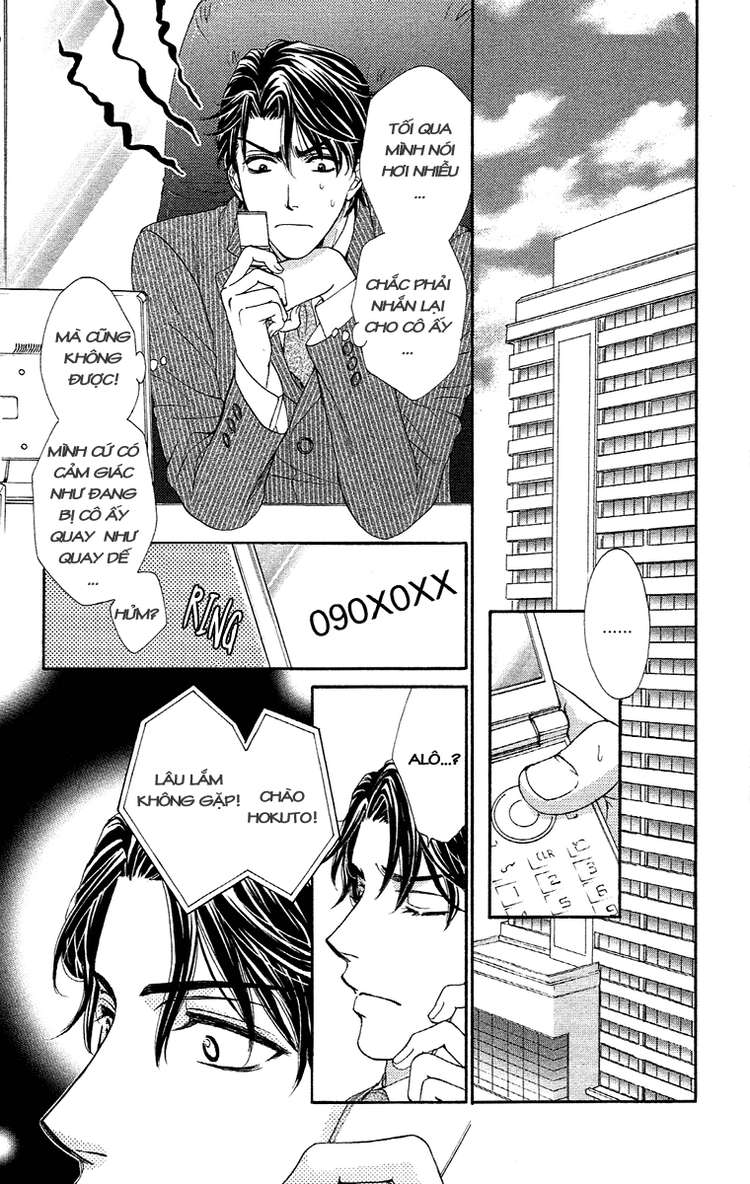 ......
TỐI QUA
MÌNH NÓI
HƠI NHIỀU
...
CHẮC PHẢI
NHẮN LẠI
CHO CÔ ẤY
...
MÀ CŨNG
KHÔNG
ĐƯỢC!
MÌNH CỨ CÓ
CẢM GIÁC
NHƯ ĐANG
BỊ CÔ ẤY
QUAY NHƯ
QUAY DẾ
...
HỬM?
RING
090X0XX
ALÔ...?
LÂU LẮM
KHÔNG GẶP!
CHÀO
HOKUTO!
CLR